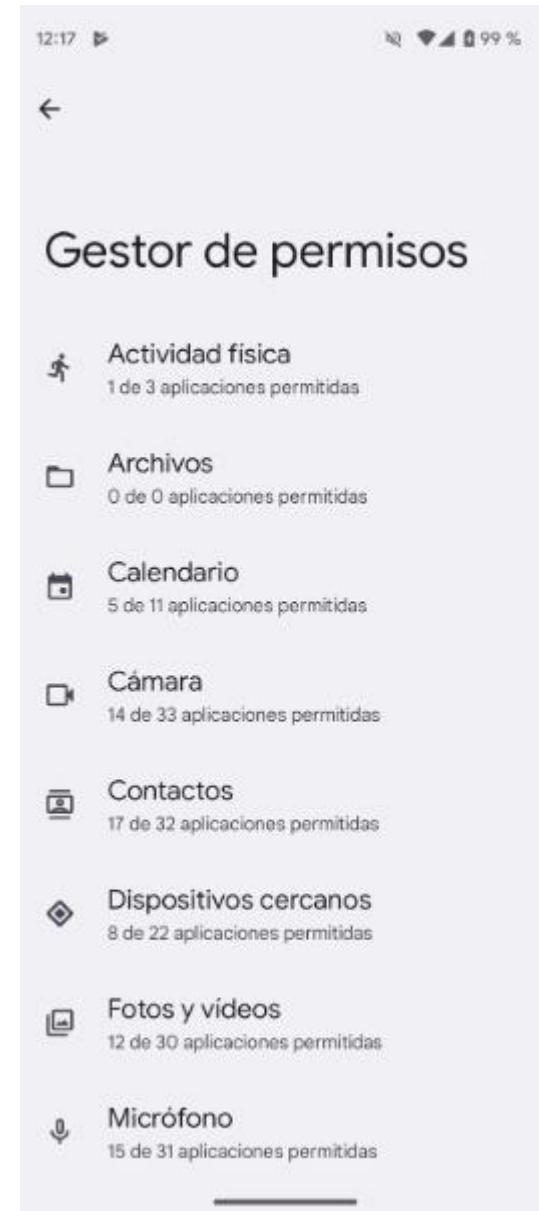 12:17 99 %
Gestor de permisos
Actividad física
1 de 3 aplicaciones permitidas
Archivos
0 de 0 aplicaciones permitidas
Calendario
5 de 11 aplicaciones permitidas
Cámara
14 de 33 aplicaciones permitidas
Contactos
17 de 32 aplicaciones permitidas
Dispositivos cercanos
8 de 22 aplicaciones permitidas
Fotos y vídeos
12 de 30 aplicaciones permitidas
Micrófono
15 de 31 aplicaciones permitidas